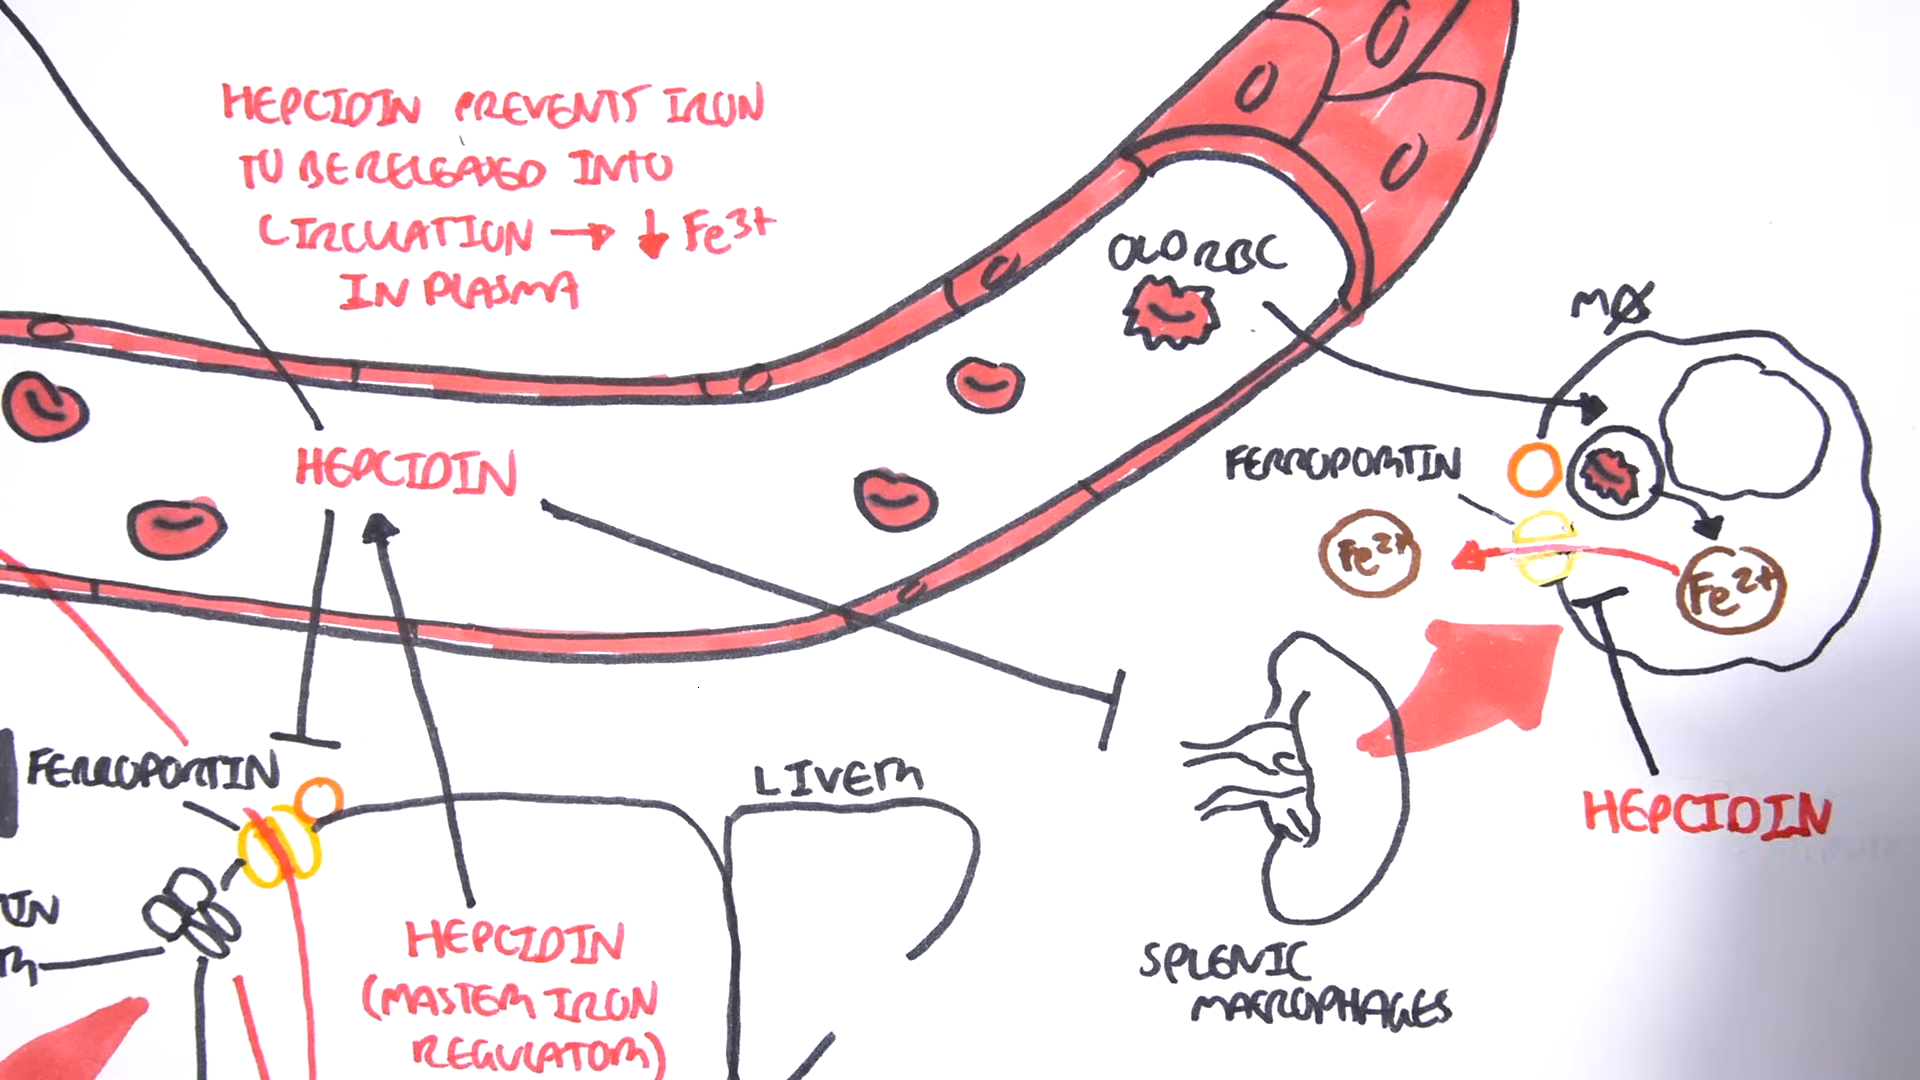 HEPCIDIN PREVENTS IRON
TO BE RELEASED INTO
CIRCULATION → ↓ Fe3+
IN PLASMA
OLD RBC
MØ
HEPCIDIN
FERROPORTIN
Fe2+
Fe2+
FERROPORTIN
LIVER
HEPCIDIN
HEPCIDIN
(MASTER IRON
REGULATOR)
SPLENIC
MACROPHAGES